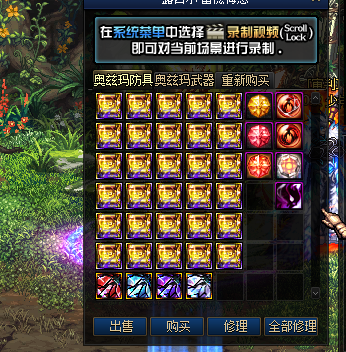 在系统菜单中选择 录制视频(Scroll Lock)
即可对当前场景进行录制.
奥兹玛防具 奥兹玛武器 重新购买
出售 购买 修理 全部修理